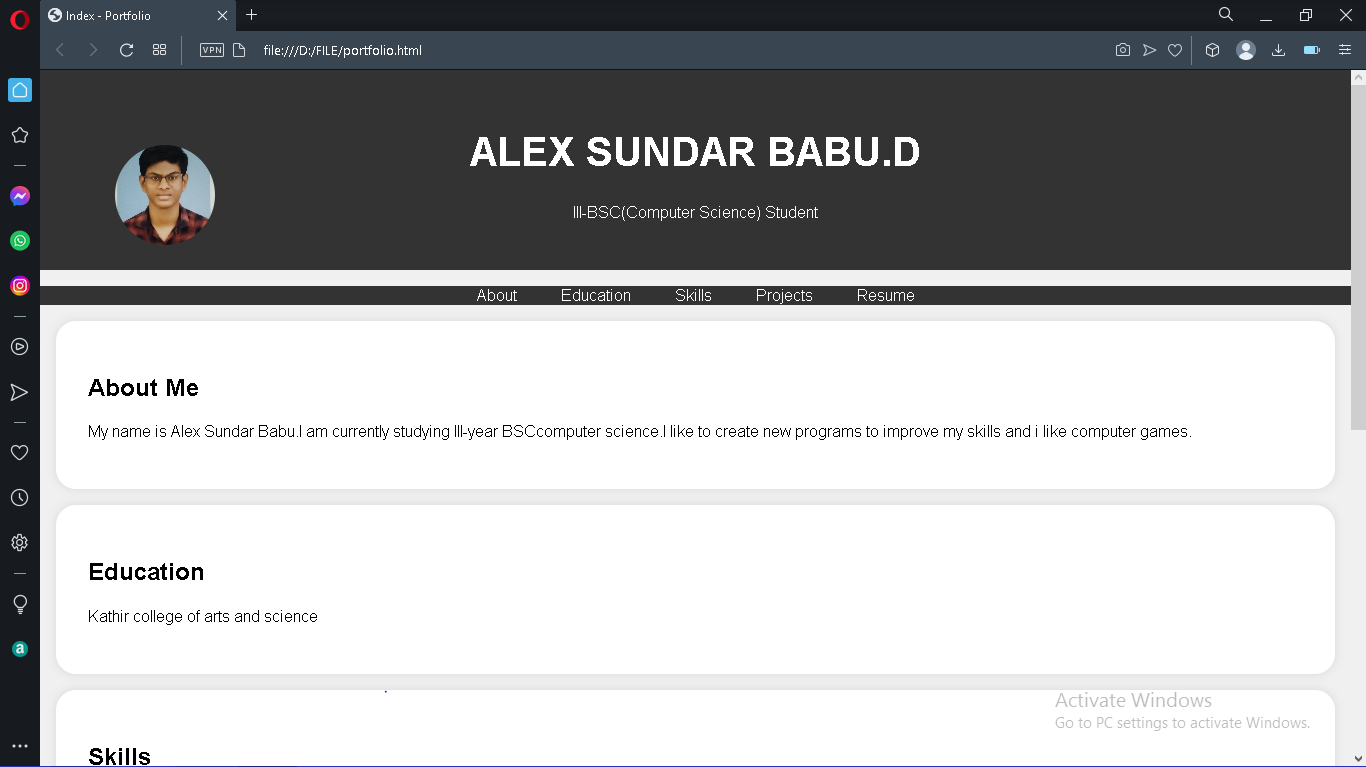 Index - Portfolio
VPN
file:///D:/FILE/portfolio.html
ALEX SUNDAR BABU.D
III-BSC(Computer Science) Student
About Education Skills Projects Resume
About Me
My name is Alex Sundar Babu.I am currently studying III-year BSCcomputer science.I like to create new programs to improve my skills and i like computer games.
Education
Kathir college of arts and science
Skills
Activate Windows
Go to PC settings to activate Windows.
a